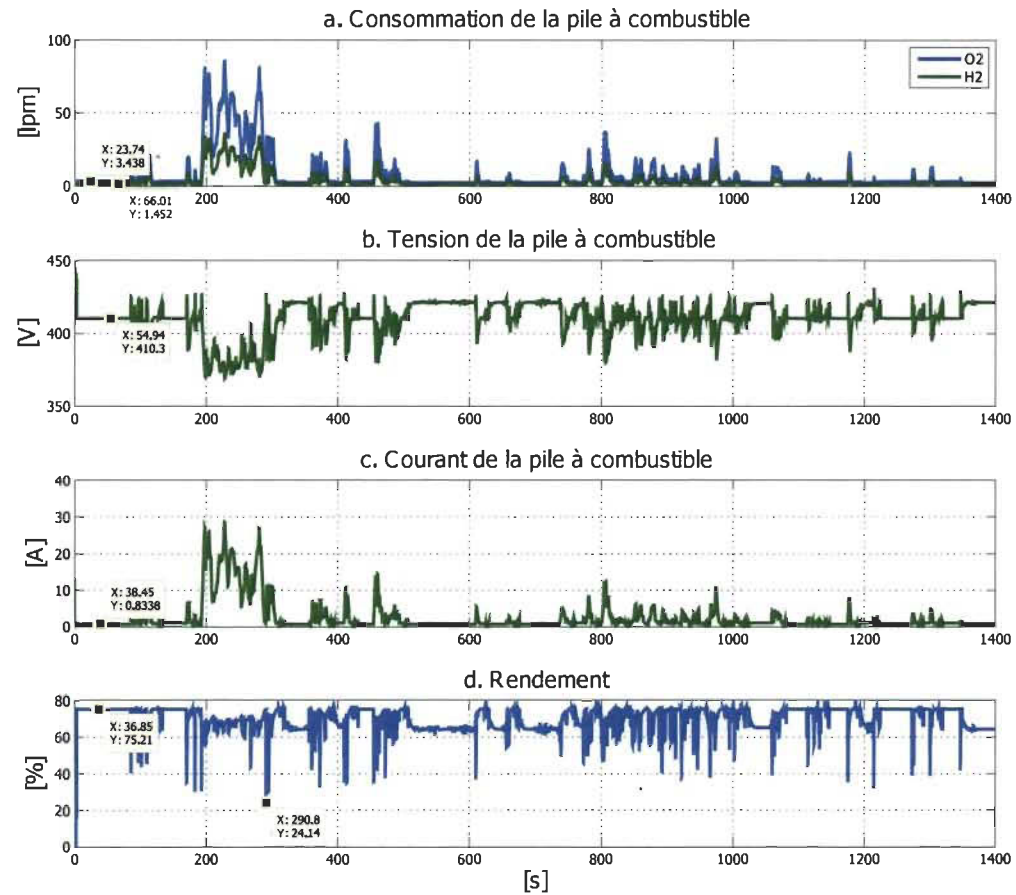 a. Consommation de la pile à combustible
100
50
0
[lpm]
O2
H2
X: 23.74
Y: 3.438
X: 66.01
Y: 1.452
0 200 400 600 800 1000 1200 1400
b. Tension de la pile à combustible
450
400
350
[V]
X: 54.94
Y: 410.3
0 200 400 600 800 1000 1200 1400
c. Courant de la pile à combustible
40
30
20
10
0
[A]
X: 38.45
Y: 0.8338
0 200 400 600 800 1000 1200 1400
d. Rendement
80
60
40
20
0
[%]
X: 36.85
Y: 75.21
X: 290.8
Y: 24.14
0 200 400 600 800 1000 1200 1400
[s]